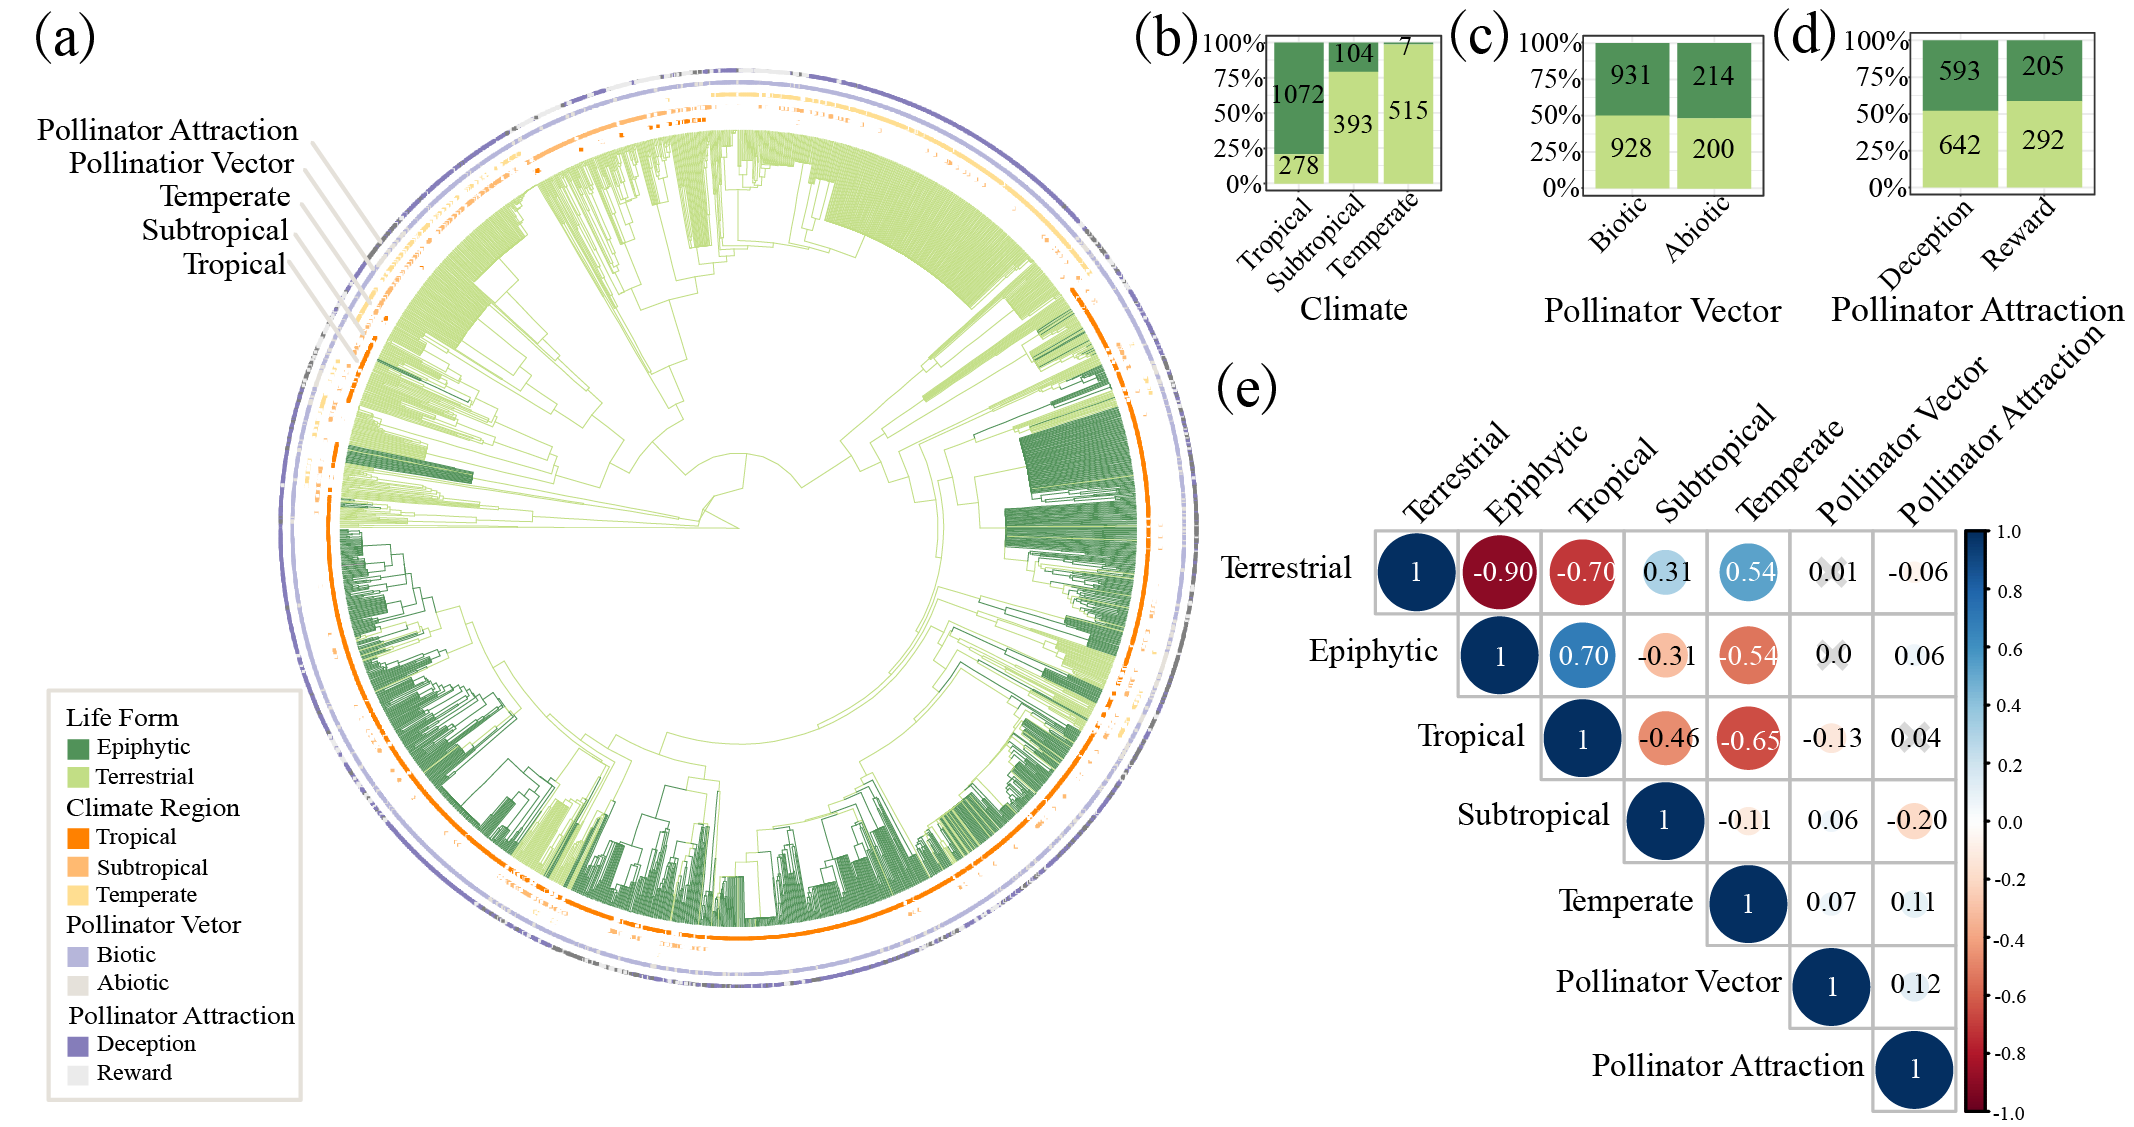 (a)
Pollinator Attraction
Pollinatior Vector
Temperate
Subtropical
Tropical
Life Form
Epiphytic
Terrestrial
Climate Region
Tropical
Subtropical
Temperate
Pollinator Vetor
Biotic
Abiotic
Pollinator Attraction
Deception
Reward
(b)
100%
75%
50%
25%
0%
1072
278
104
393
7
515
Tropical
Subtropical
Temperate
Climate
(c)
100%
75%
50%
25%
0%
931
928
214
200
Biotic
Abiotic
Pollinator Vector
(d)
100%
75%
50%
25%
0%
593
642
205
292
Deception
Reward
Pollinator Attraction
(e)
Terrestrial
Epiphytic
Tropical
Subtropical
Temperate
Pollinator Vector
Pollinator Attraction
Terrestrial 1 -0.90 -0.70 0.31 0.54 0.01 -0.06
Epiphytic 1 0.70 -0.31 -0.54 0.0 0.06
Tropical 1 -0.46 -0.65 -0.13 0.04
Subtropical 1 -0.11 0.06 -0.20
Temperate 1 0.07 0.11
Pollinator Vector 1 0.12
Pollinator Attraction 1
1.0
0.8
0.6
0.4
0.2
0.0
-0.2
-0.4
-0.6
-0.8
-1.0